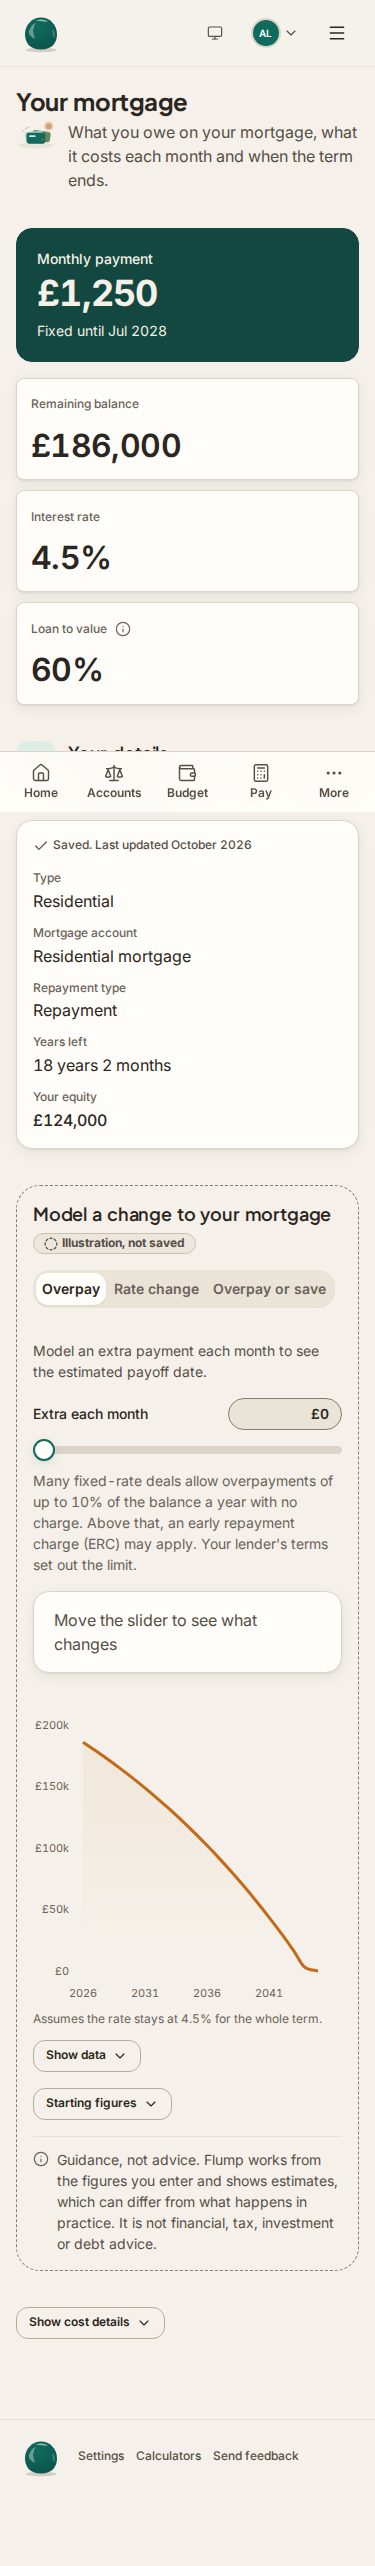 AL
Your mortgage
What you owe on your mortgage, what
it costs each month and when the term
ends.
Monthly payment
£1,250
Fixed until Jul 2028
Remaining balance
£186,000
Interest rate
4.5%
Loan to value
60%
Your details
Home
Accounts
Budget
Pay
More
Saved. Last updated October 2026
Type
Residential
Mortgage account
Residential mortgage
Repayment type
Repayment
Years left
18 years 2 months
Your equity
£124,000
Model a change to your mortgage
Illustration, not saved
Overpay
Rate change
Overpay or save
Model an extra payment each month to see
the estimated payoff date.
Extra each month
£0
Many fixed-rate deals allow overpayments of
up to 10% of the balance a year with no
charge. Above that, an early repayment
charge (ERC) may apply. Your lender's terms
set out the limit.
Move the slider to see what
changes
£200k
£150k
£100k
£50k
£0
2026
2031
2036
2041
Assumes the rate stays at 4.5% for the whole term.
Show data
Starting figures
Guidance, not advice. Flump works from
the figures you enter and shows estimates,
which can differ from what happens in
practice. It is not financial, tax, investment
or debt advice.
Show cost details
Settings
Calculators
Send feedback